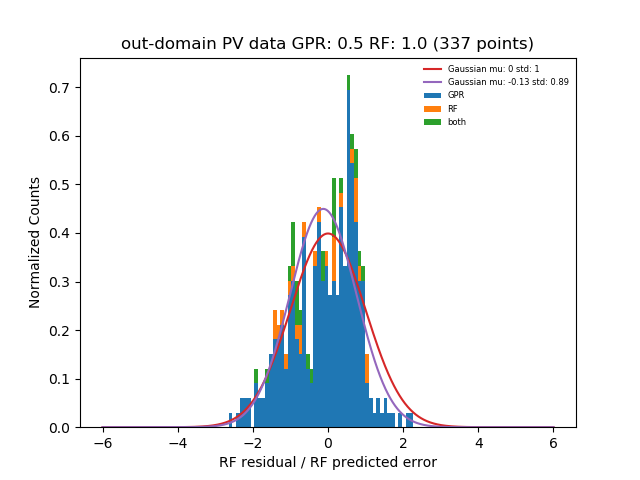 out-domain PV data GPR: 0.5 RF: 1.0 (337 points)
Gaussian mu: 0 std: 1
Gaussian mu: -0.13 std: 0.89
GPR
RF
both
Normalized Counts
0.7
0.6
0.5
0.4
0.3
0.2
0.1
0.0
−6 −4 −2 0 2 4 6
RF residual / RF predicted error